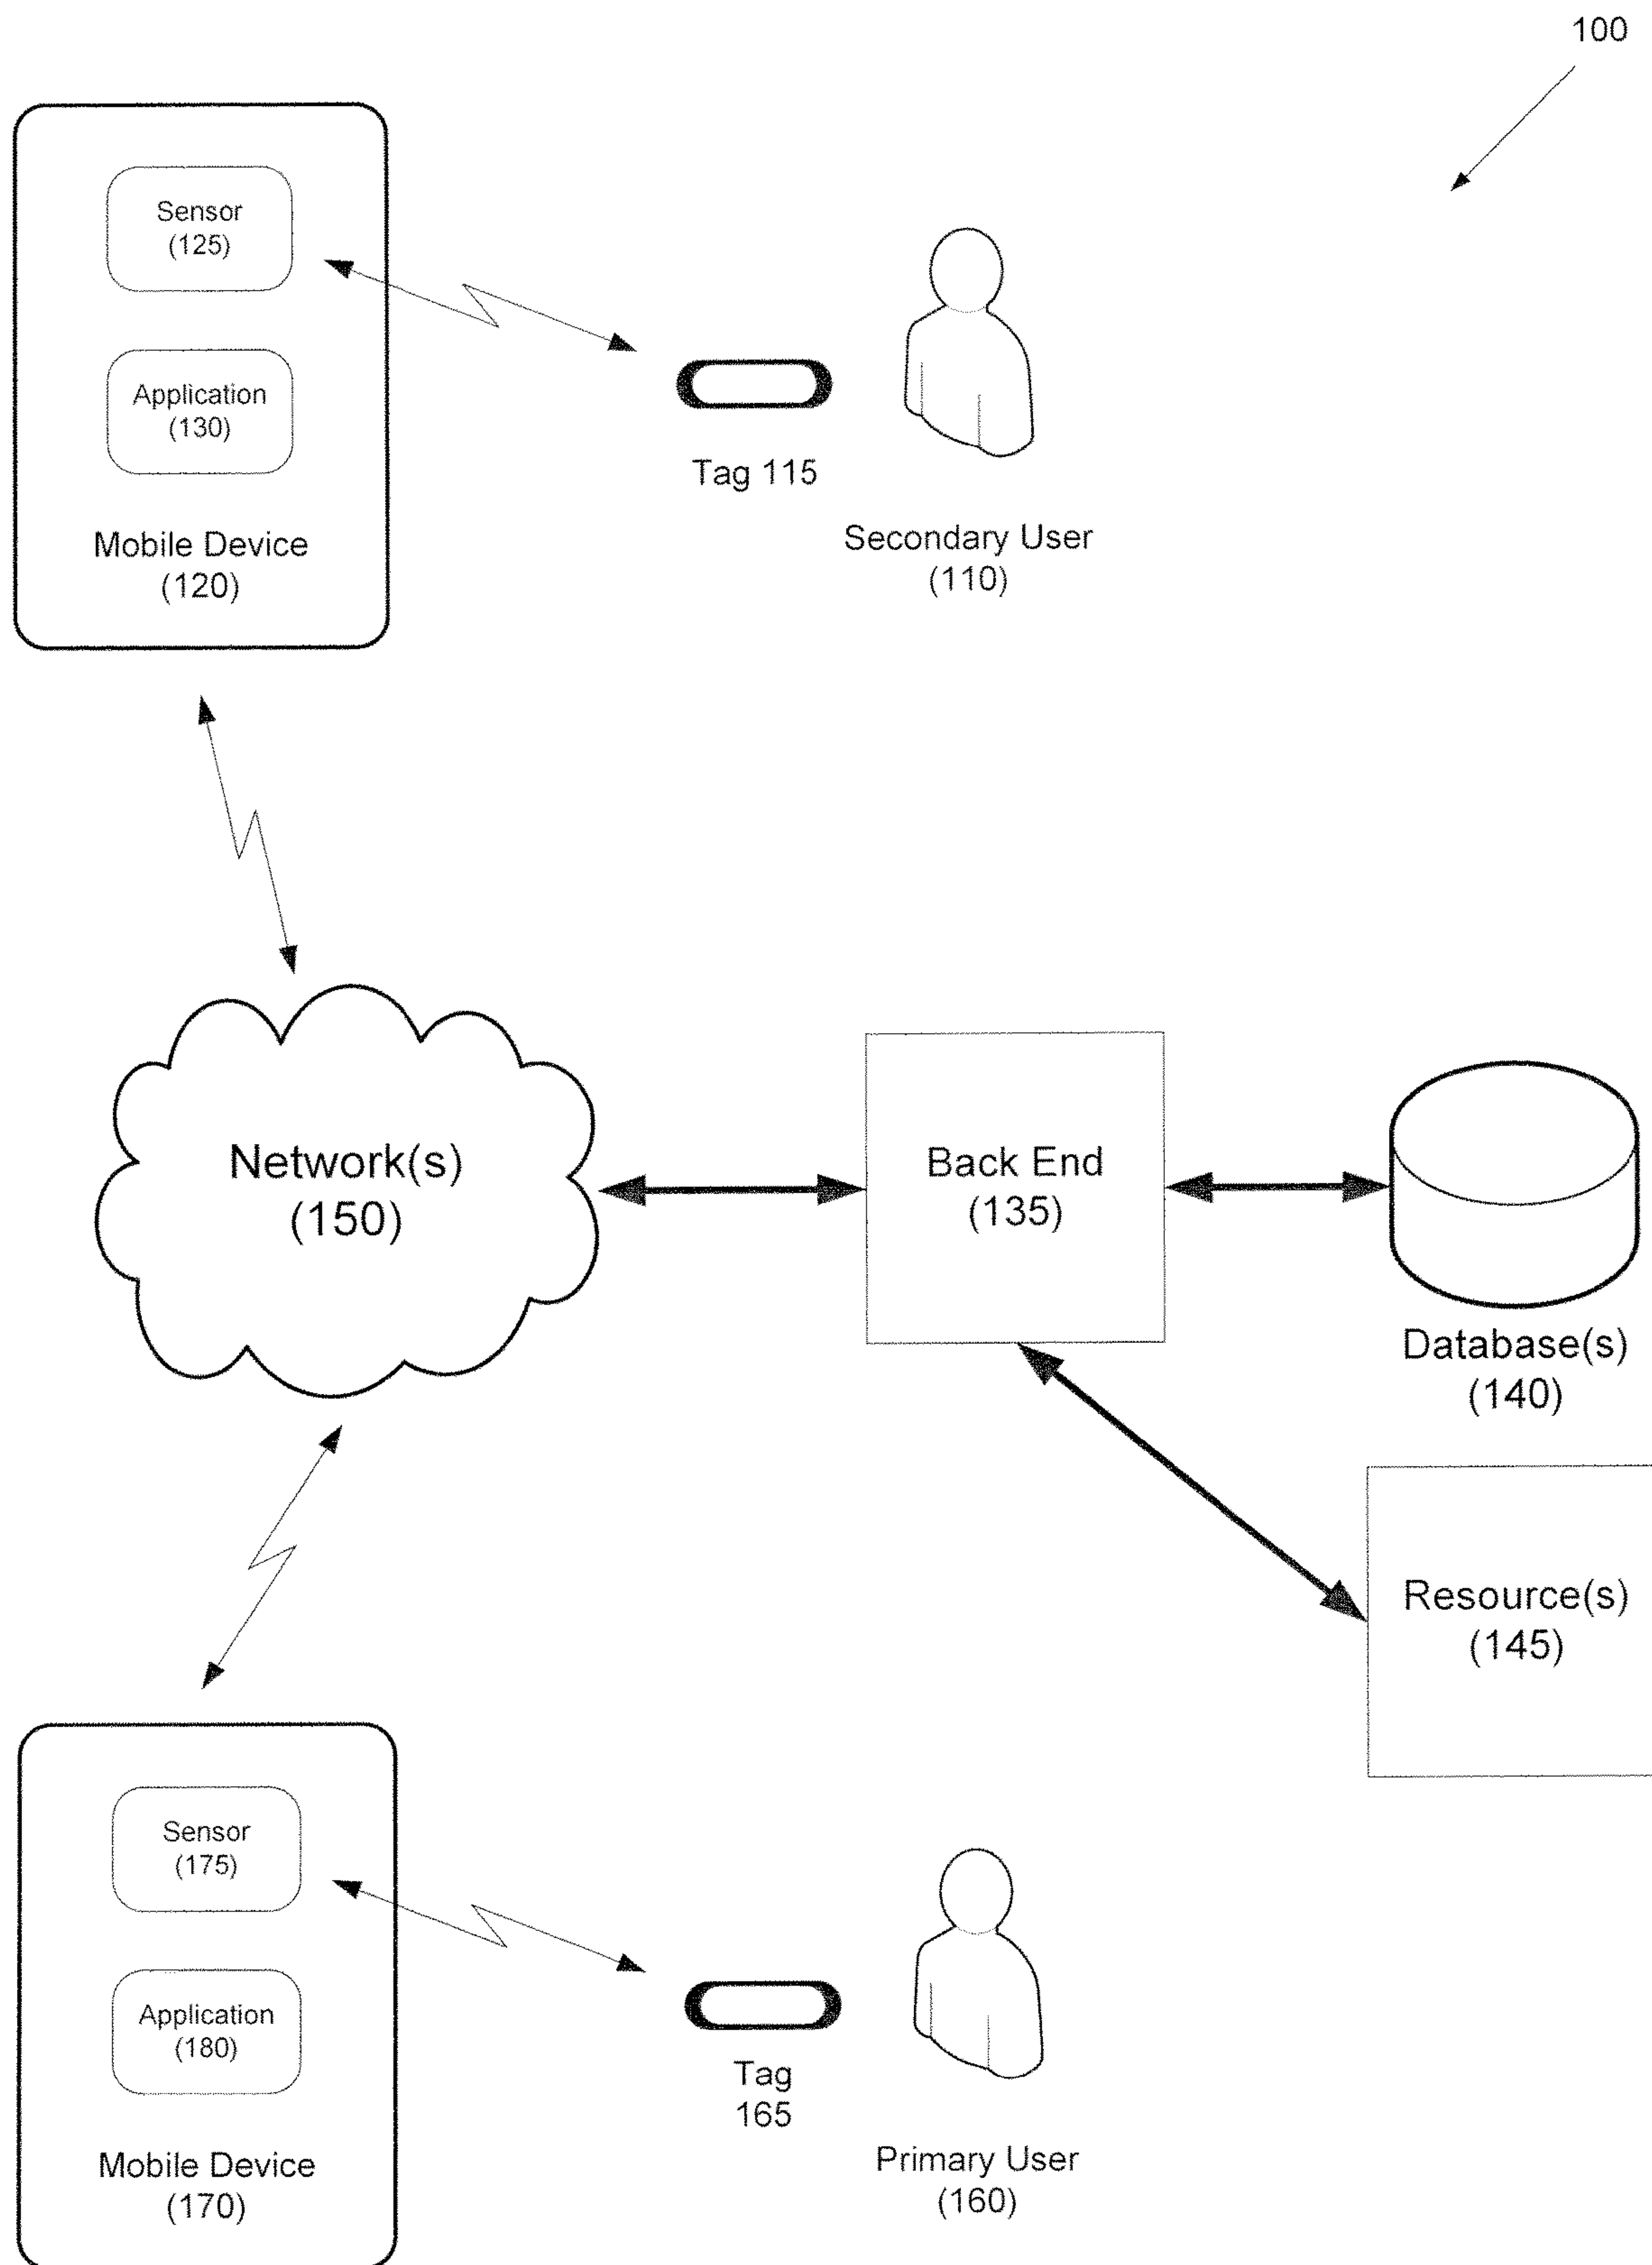 100
Sensor
(125)
Application
(130)
Mobile Device
(120)
Tag 115
Secondary User
(110)
Network(s)
(150)
Back End
(135)
Database(s)
(140)
Resource(s)
(145)
Sensor
(175)
Application
(180)
Mobile Device
(170)
Tag
165
Primary User
(160)